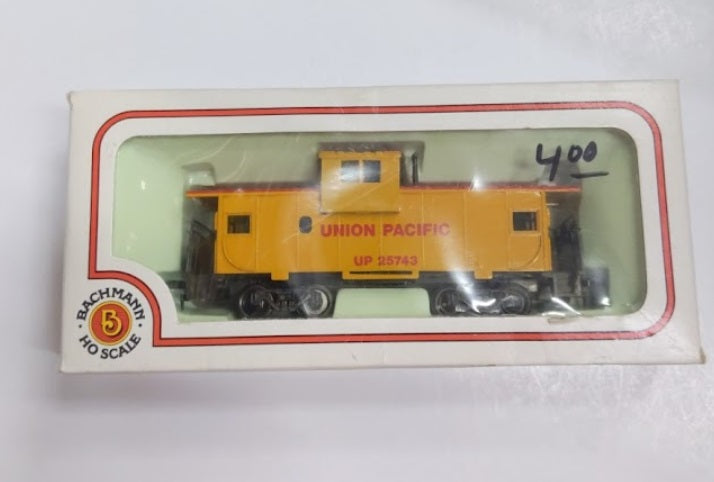 4 00
UNION PACIFIC
UP 25743
BACHMANN
B
HO SCALE